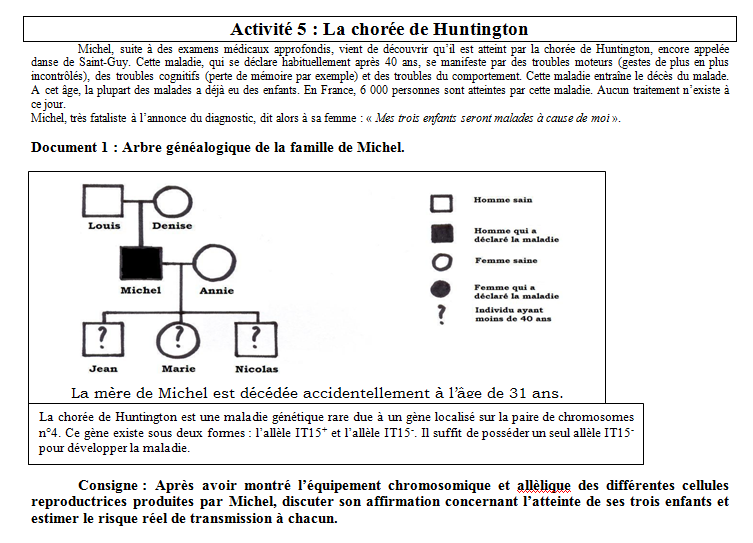 Activité 5 : La chorée de Huntington
Michel, suite à des examens médicaux approfondis, vient de découvrir qu'il est atteint par la chorée de Huntington, encore appelée
danse de Saint-Guy. Cette maladie, qui se déclare habituellement après 40 ans, se manifeste par des troubles moteurs (gestes de plus en plus
incontrôlés), des troubles cognitifs (perte de mémoire par exemple) et des troubles du comportement. Cette maladie entraîne le décès du malade.
A cet âge, la plupart des malades a déjà eu des enfants. En France, 6 000 personnes sont atteintes par cette maladie. Aucun traitement n'existe à
ce jour.
Michel, très fataliste à l'annonce du diagnostic, dit alors à sa femme : « Mes trois enfants seront malades à cause de moi ».
Document 1 : Arbre généalogique de la famille de Michel.
Louis Denise
Michel Annie
? ? ?
Jean Marie Nicolas
Homme sain
Homme qui a
déclaré la maladie
Femme saine
Femme qui a
déclaré la maladie
? Individu ayant
moins de 40 ans
La mère de Michel est décédée accidentellement à l'âge de 31 ans.
La chorée de Huntington est une maladie génétique rare due à un gène localisé sur la paire de chromosomes
n°4. Ce gène existe sous deux formes : l'allèle IT15⁺ et l'allèle IT15⁻. Il suffit de posséder un seul allèle IT15⁻
pour développer la maladie.
Consigne : Après avoir montré l'équipement chromosomique et allèlique des différentes cellules
reproductrices produites par Michel, discuter son affirmation concernant l'atteinte de ses trois enfants et
estimer le risque réel de transmission à chacun.